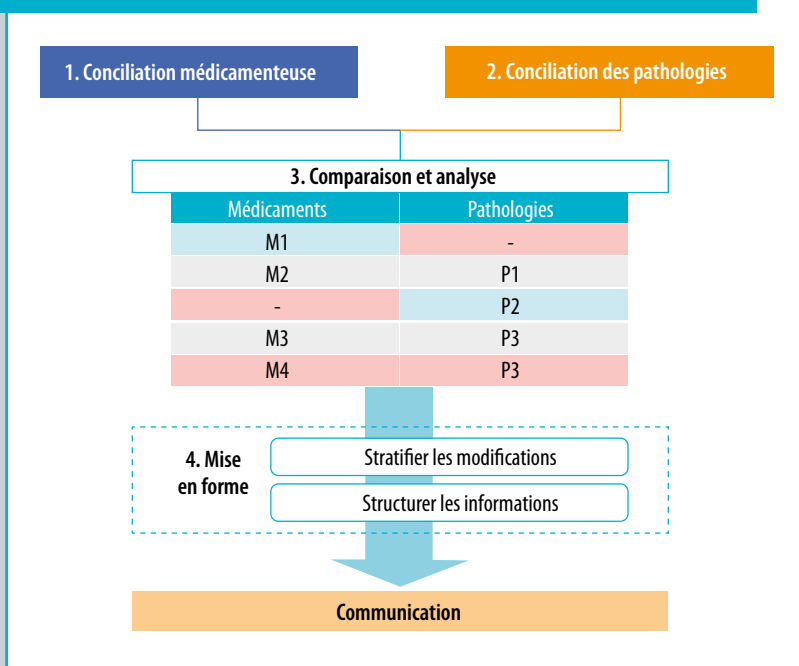 1. Conciliation médicamenteuse
2. Conciliation des pathologies
3. Comparaison et analyse
Médicaments Pathologies
M1 -
M2 P1
- P2
M3 P3
M4 P3
4. Mise
en forme
Stratifier les modifications
Structurer les informations
Communication